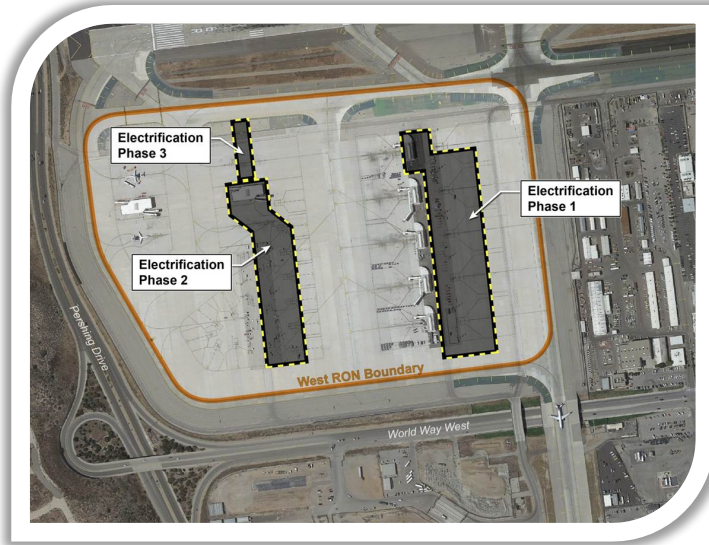 Electrification
Phase 3
Electrification
Phase 1
Electrification
Phase 2
Pershing Drive
West RON Boundary
World Way West